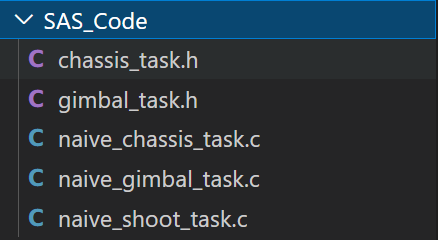 SAS_Code
C chassis_task.h
C gimbal_task.h
C naive_chassis_task.c
C naive_gimbal_task.c
C naive_shoot_task.c